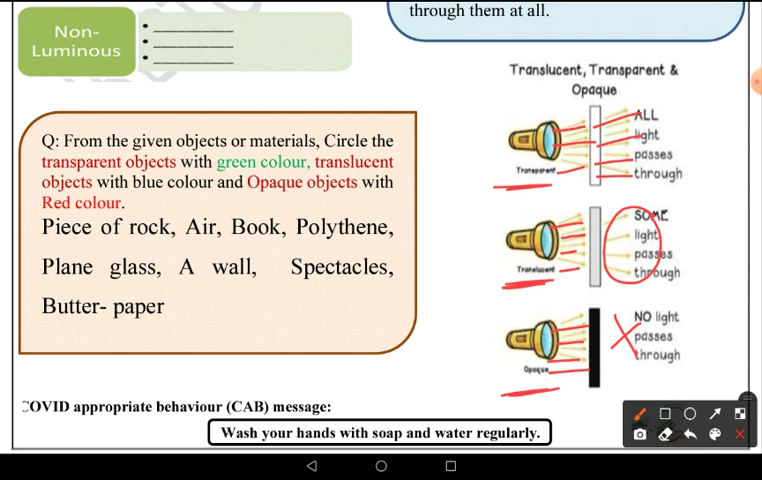 through them at all.
Non-
Luminous
Translucent, Transparent &
Opaque
ALL
light
passes
through
Transparent
Q: From the given objects or materials, Circle the
transparent objects with green colour, translucent
objects with blue colour and Opaque objects with
Red colour.
Piece of rock, Air, Book, Polythene,
Plane glass, A wall, Spectacles,
Butter- paper
SOME
light
passes
through
Translucent
NO light
passes
through
Opaque
COVID appropriate behaviour (CAB) message:
Wash your hands with soap and water regularly.